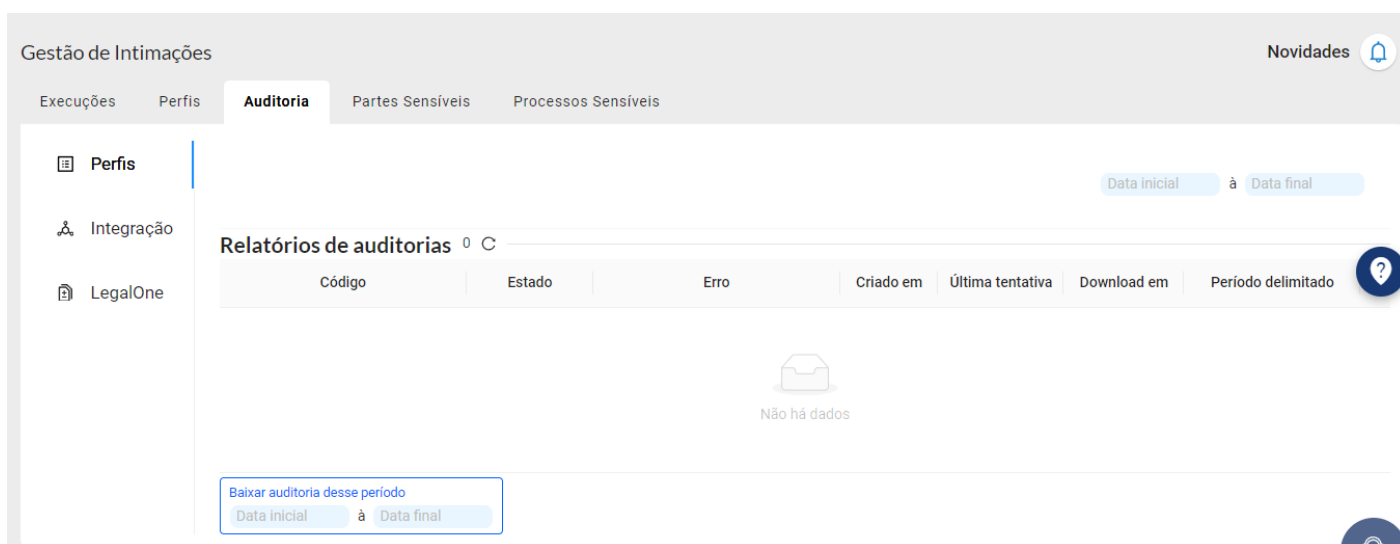 Gestão de Intimações
Novidades
Execuções Perfis Auditoria Partes Sensíveis Processos Sensíveis
Perfis
Data inicial à Data final
Integração
Relatórios de auditorias 0
Código Estado Erro Criado em Última tentativa Download em Período delimitado
LegalOne
Não há dados
Baixar auditoria desse período
Data inicial à Data final